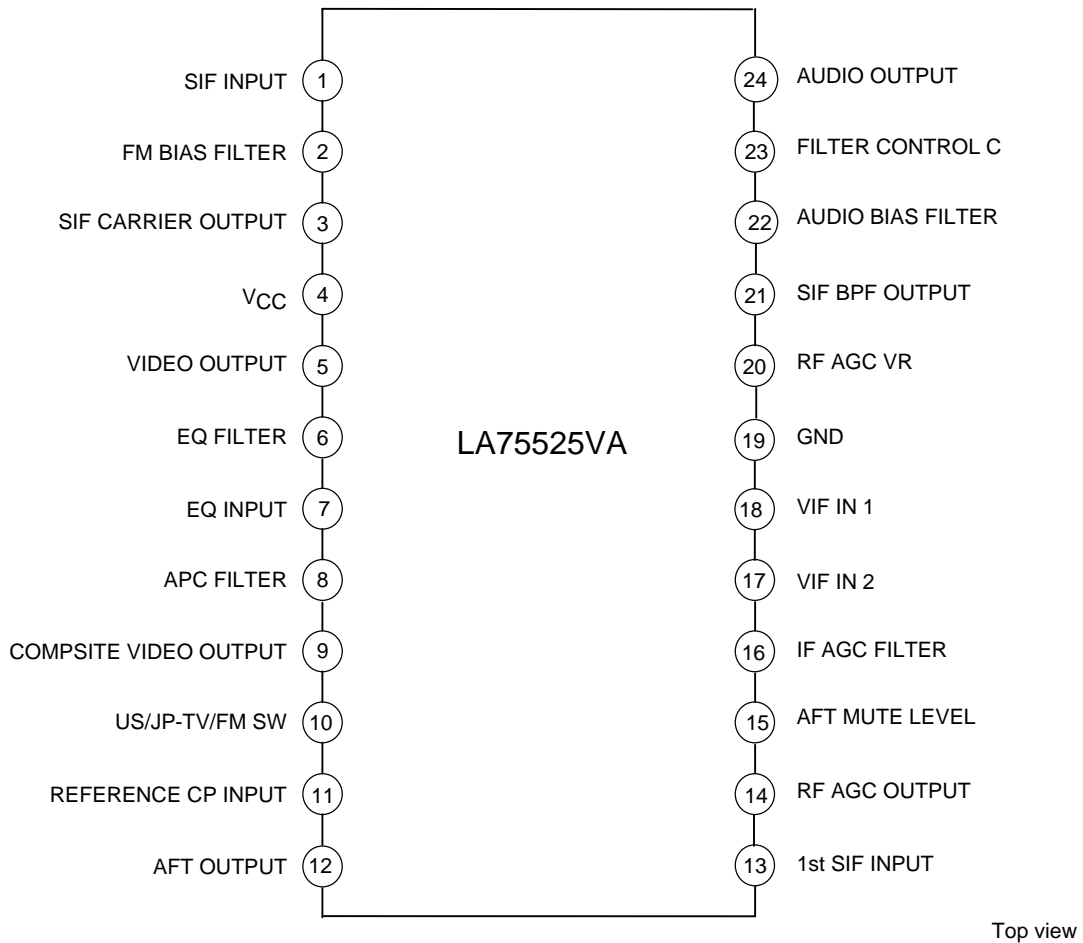 SIF INPUT 1
24 AUDIO OUTPUT
FM BIAS FILTER 2
23 FILTER CONTROL C
SIF CARRIER OUTPUT 3
22 AUDIO BIAS FILTER
VCC 4
21 SIF BPF OUTPUT
VIDEO OUTPUT 5
20 RF AGC VR
EQ FILTER 6
LA75525VA
19 GND
EQ INPUT 7
18 VIF IN 1
APC FILTER 8
17 VIF IN 2
COMPSITE VIDEO OUTPUT 9
16 IF AGC FILTER
US/JP-TV/FM SW 10
15 AFT MUTE LEVEL
REFERENCE CP INPUT 11
14 RF AGC OUTPUT
AFT OUTPUT 12
13 1st SIF INPUT
Top view